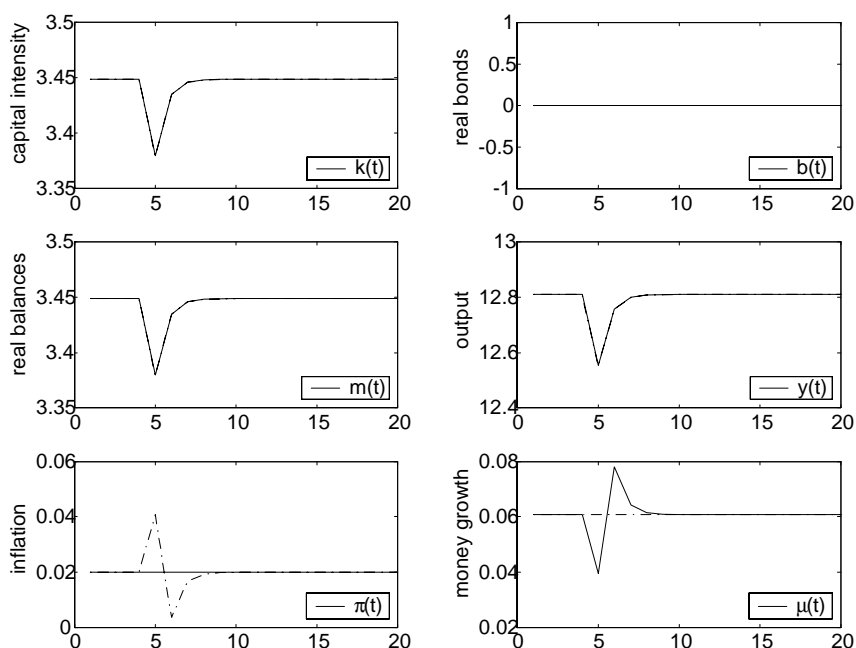 3.5
3.45
3.4
3.35
0 5 10 15 20
capital intensity
k(t)
1
0.5
0
-0.5
-1
0 5 10 15 20
real bonds
b(t)
3.5
3.45
3.4
3.35
0 5 10 15 20
real balances
m(t)
13
12.8
12.6
12.4
0 5 10 15 20
output
y(t)
0.06
0.04
0.02
0
0 5 10 15 20
inflation
π(t)
0.08
0.06
0.04
0.02
0 5 10 15 20
money growth
μ(t)